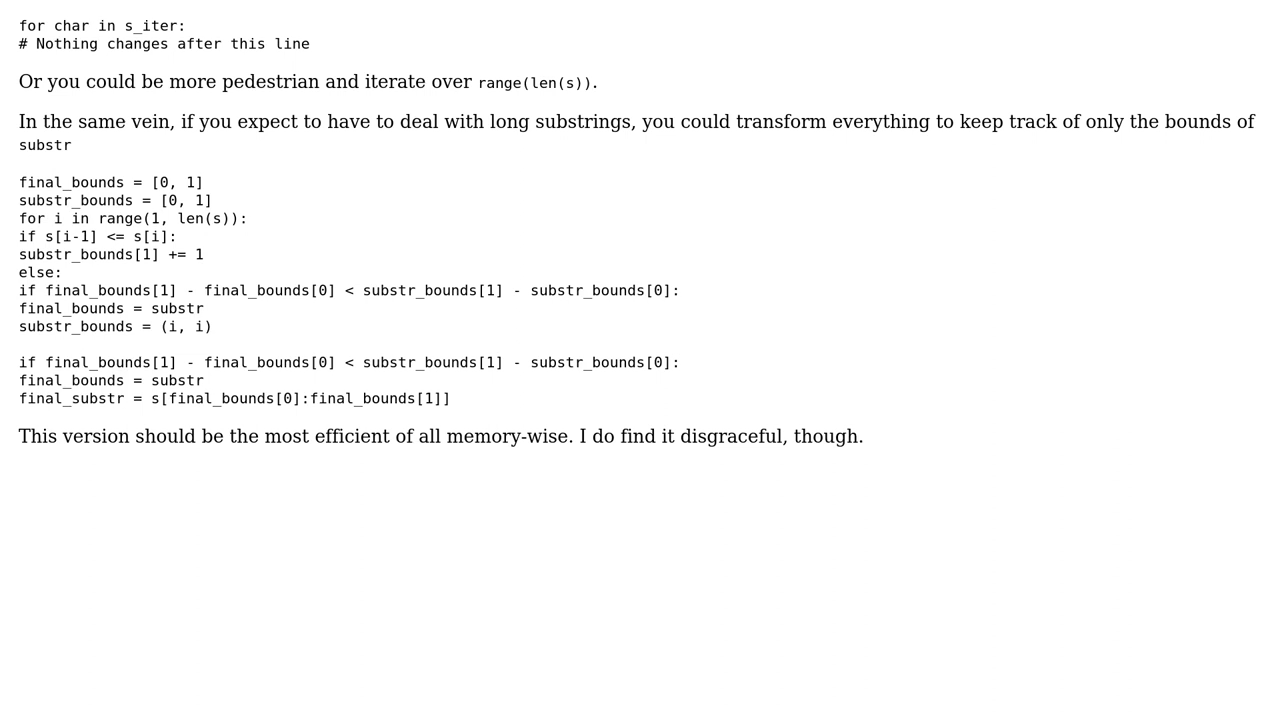 for char in s_iter:
# Nothing changes after this line
Or you could be more pedestrian and iterate over range(len(s)).
In the same vein, if you expect to have to deal with long substrings, you could transform everything to keep track of only the bounds of
substr
final_bounds = [0, 1]
substr_bounds = [0, 1]
for i in range(1, len(s)):
if s[i-1] <= s[i]:
substr_bounds[1] += 1
else:
if final_bounds[1] - final_bounds[0] < substr_bounds[1] - substr_bounds[0]:
final_bounds = substr
substr_bounds = (i, i)
if final_bounds[1] - final_bounds[0] < substr_bounds[1] - substr_bounds[0]:
final_bounds = substr
final_substr = s[final_bounds[0]:final_bounds[1]]
This version should be the most efficient of all memory-wise. I do find it disgraceful, though.